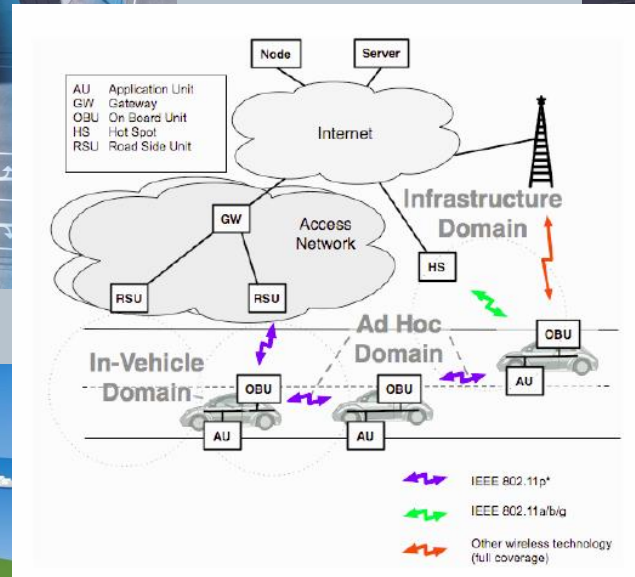 Node
Server
AU Application Unit
GW Gateway
OBU On Board Unit
HS Hot Spot
RSU Road Side Unit
Internet
Infrastructure
Domain
GW
Access
Network
HS
RSU
RSU
Ad Hoc
Domain
OBU
In-Vehicle
Domain
OBU
OBU
AU
AU
AU
IEEE 802.11p*
IEEE 802.11a/b/g
Other wireless technology
(full coverage)